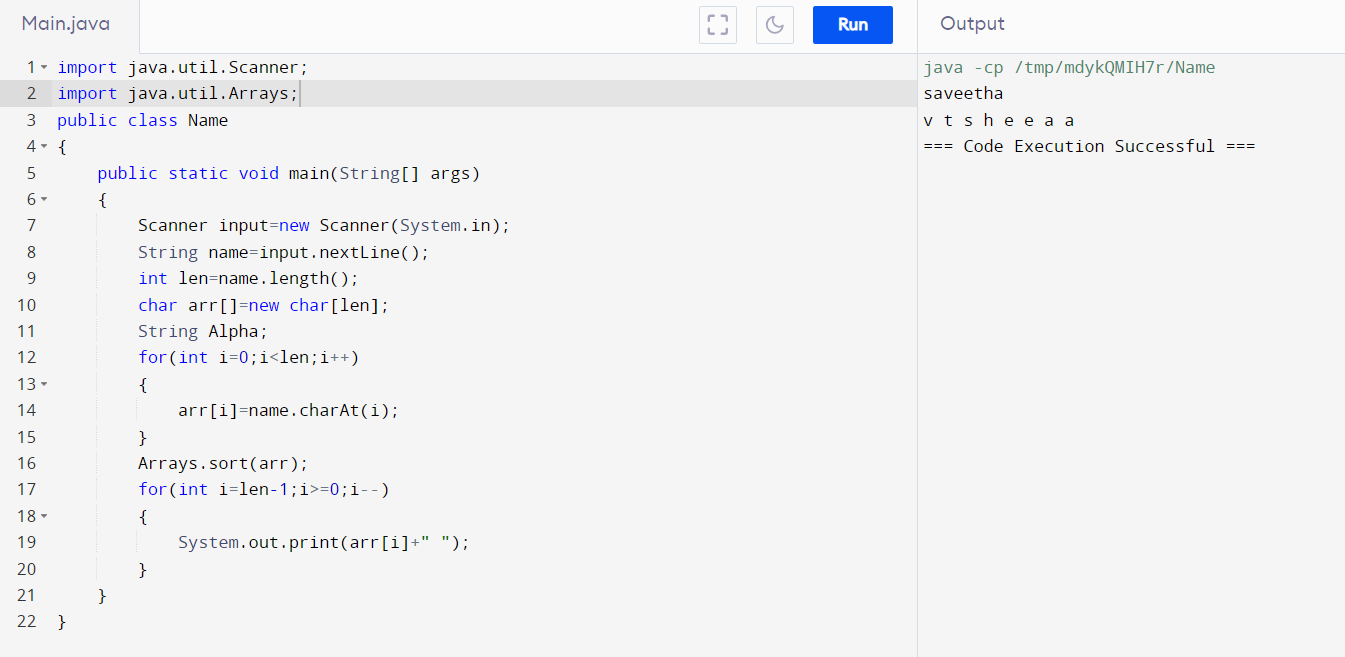 Main.java
Run
Output
1 import java.util.Scanner;
2 import java.util.Arrays;
3 public class Name
4 {
5     public static void main(String[] args)
6     {
7         Scanner input=new Scanner(System.in);
8         String name=input.nextLine();
9         int len=name.length();
10         char arr[]=new char[len];
11         String Alpha;
12         for(int i=0;i<len;i++)
13         {
14             arr[i]=name.charAt(i);
15         }
16         Arrays.sort(arr);
17         for(int i=len-1;i>=0;i--)
18         {
19             System.out.print(arr[i]+" ");
20         }
21     }
22 }
java -cp /tmp/mdykQMIH7r/Name
saveetha
v t s h e e a a
=== Code Execution Successful ===